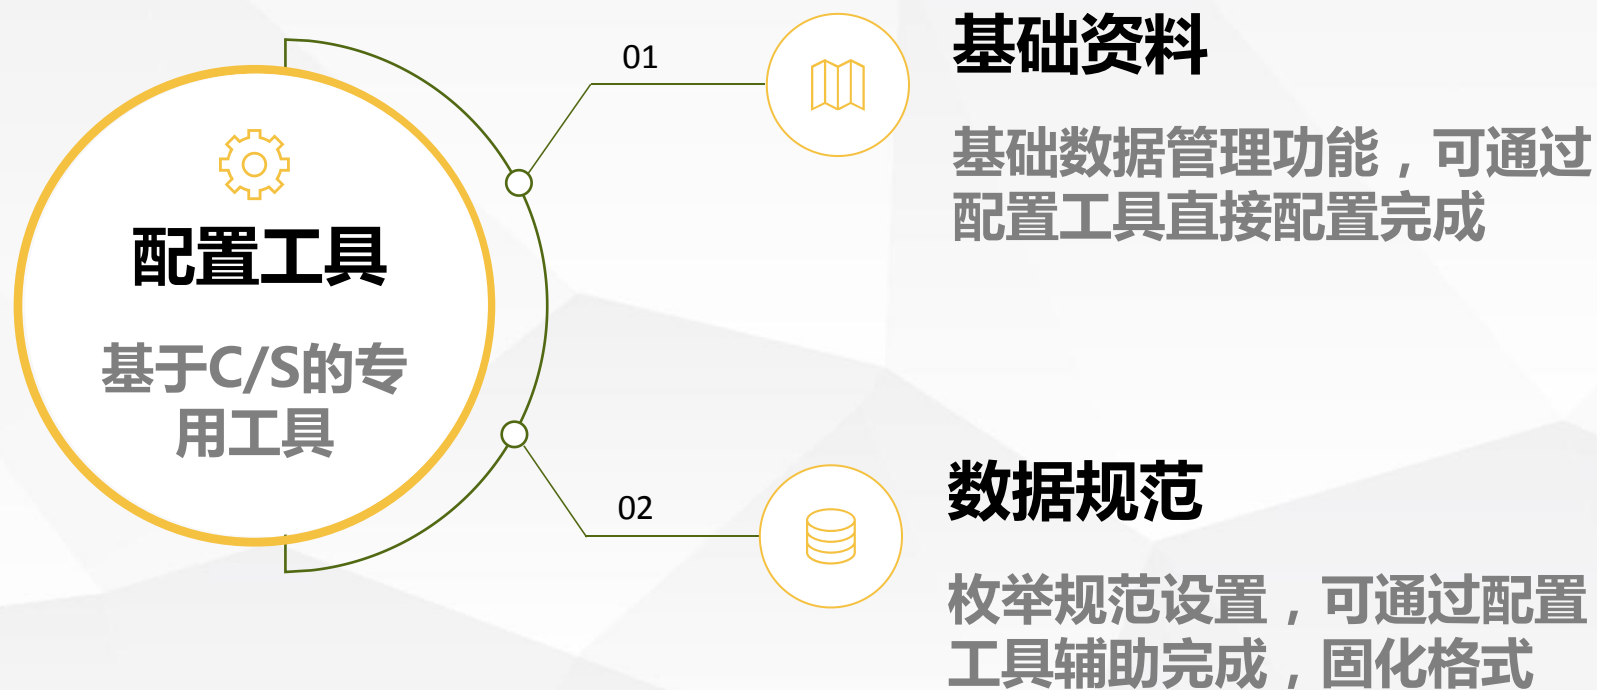 配置工具
基于C/S的专
用工具
01
基础资料
基础数据管理功能，可通过
配置工具直接配置完成
02
数据规范
枚举规范设置，可通过配置
工具辅助完成，固化格式